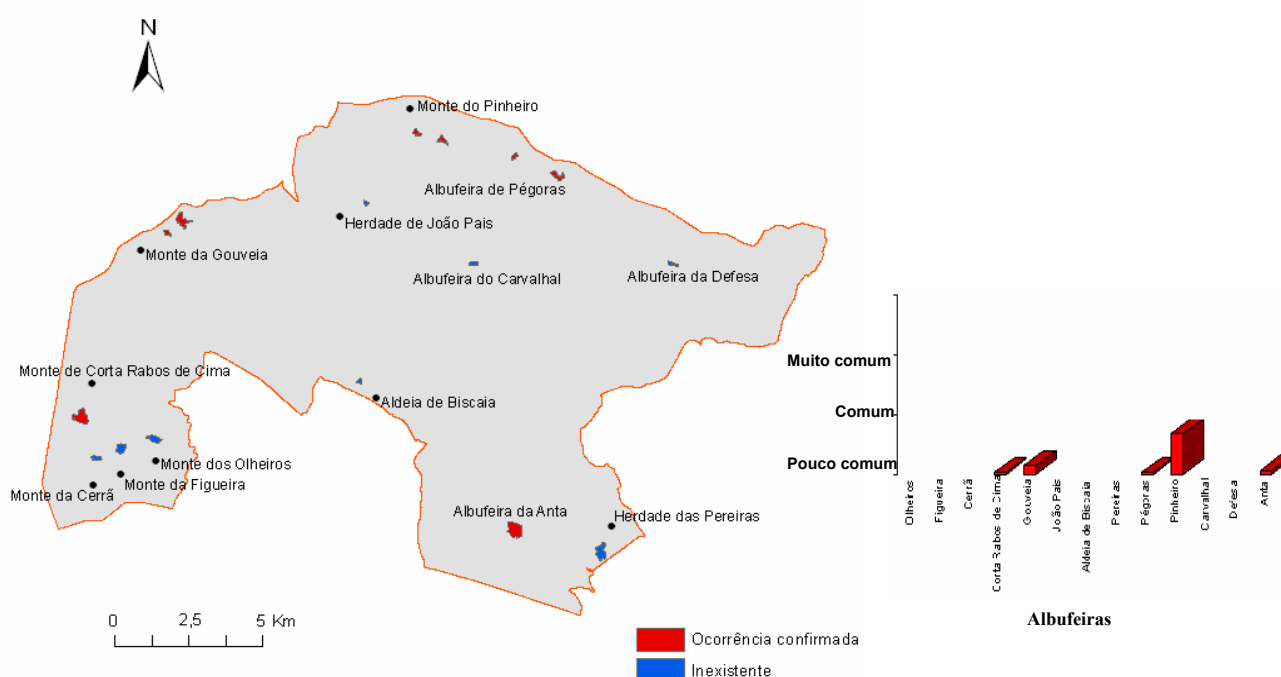 N
Monte do Pinheiro
Albufeira de Pégoras
Herdade de João Pais
Monte da Gouveia
Albufeira do Carvalhal
Albufeira da Defesa
Monte de Corta Rabos de Cima
Aldeia de Biscaia
Monte dos Olheiros
Monte da Figueira
Monte da Cerrã
Albufeira da Anta
Herdade das Pereiras
0 2,5 5 Km
Ocorrência confirmada
Inexistente
Muito comum
Comum
Pouco comum
Olheiros
Figueira
Cerrã
Corta Rabos de Cima
Gouveia
João Pais
Aldeia de Biscaia
Pereiras
Pégoras
Pinheiro
Carvalhal
Defesa
Anta
Albufeiras